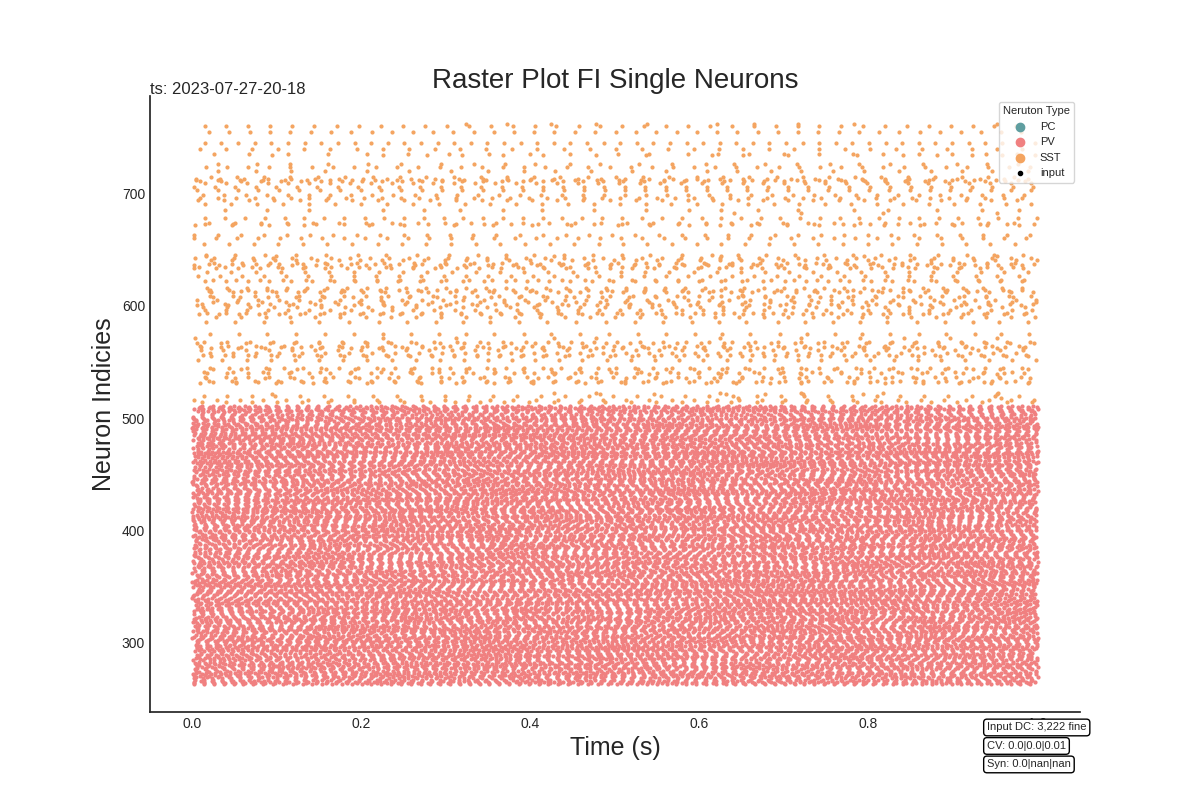 Raster Plot FI Single Neurons
ts: 2023-07-27-20-18
Neruton Type
PC
PV
SST
input
700
600
500
400
300
Neuron Indicies
0.0 0.2 0.4 0.6 0.8
Time (s)
Input DC: 3,222 fine
CV: 0.0|0.0|0.01
Syn: 0.0|nan|nan